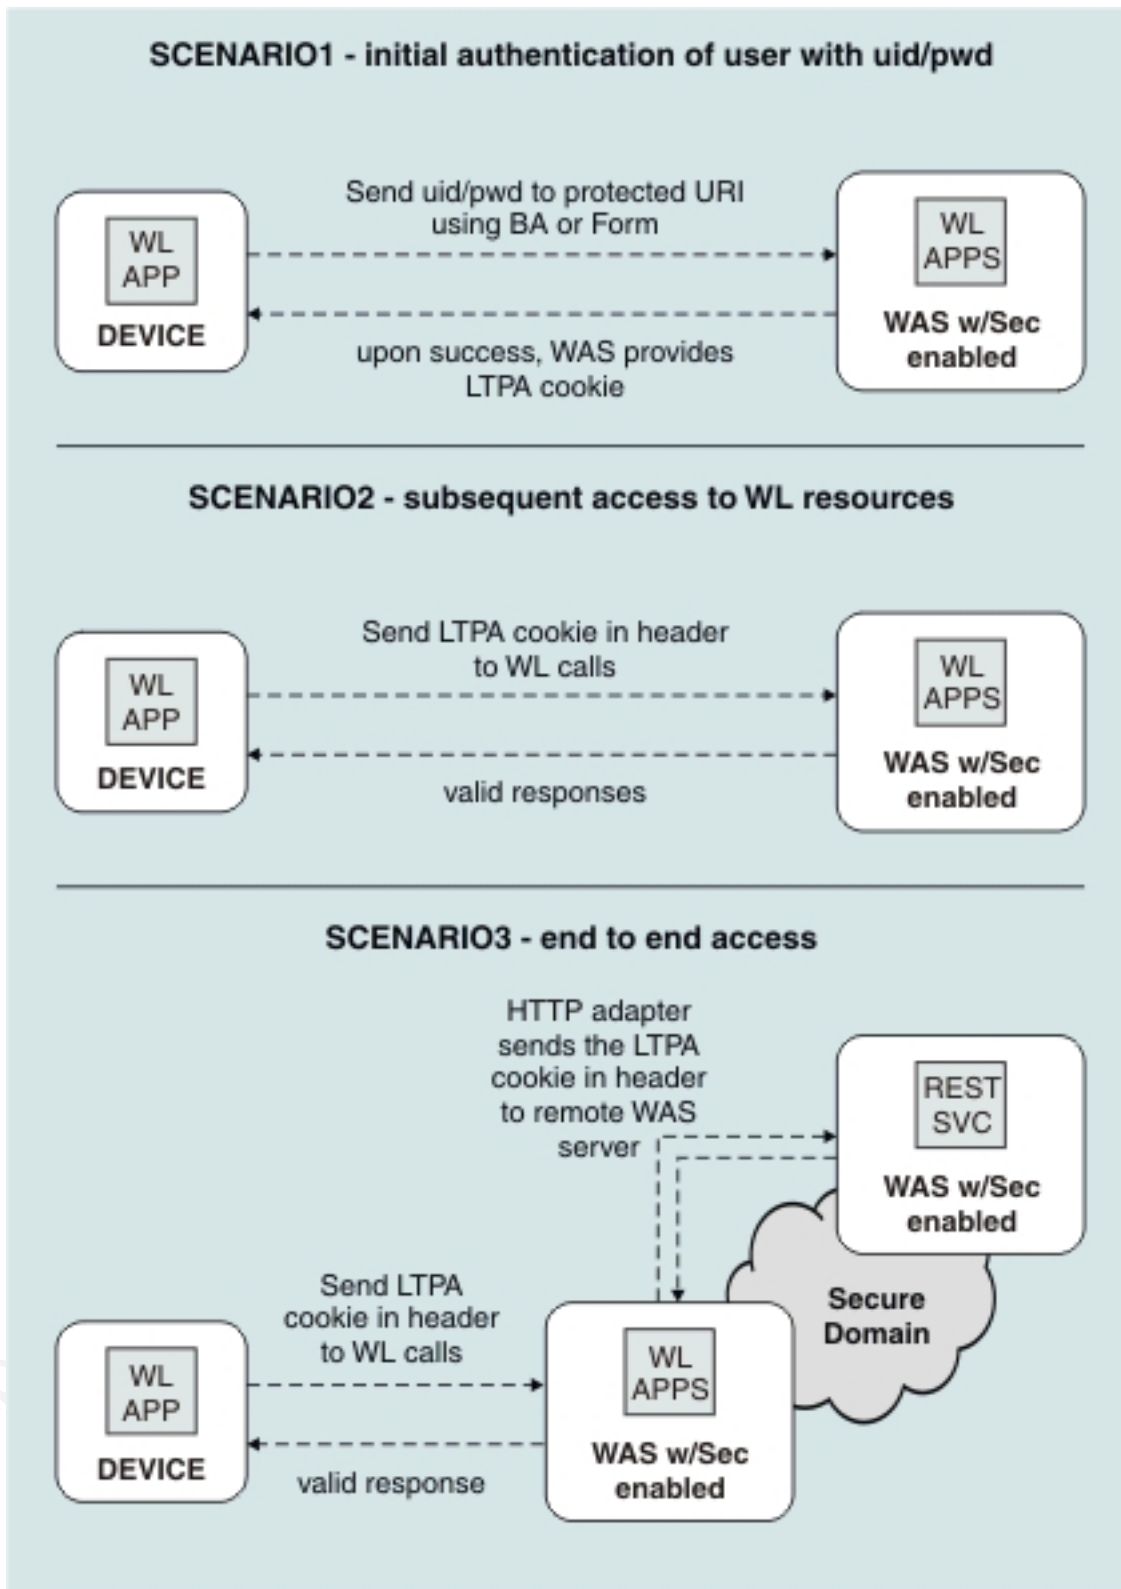 SCENARIO1 - initial authentication of user with uid/pwd
Send uid/pwd to protected URI
using BA or Form
WL
APP
DEVICE
WL
APPS
WAS w/Sec
enabled
upon success, WAS provides
LTPA cookie
SCENARIO2 - subsequent access to WL resources
Send LTPA cookie in header
to WL calls
WL
APP
DEVICE
WL
APPS
WAS w/Sec
enabled
valid responses
SCENARIO3 - end to end access
HTTP adapter
sends the LTPA
cookie in header
to remote WAS
server
REST
SVC
WAS w/Sec
enabled
Secure
Domain
Send LTPA
cookie in header
to WL calls
WL
APP
DEVICE
WL
APPS
WAS w/Sec
enabled
valid response